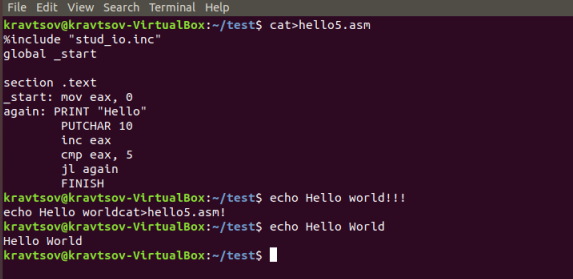 File Edit View Search Terminal Help
kravtsov@kravtsov-VirtualBox:~/test$ cat>hello5.asm
%include "stud_io.inc"
global _start

section .text
_start: mov eax, 0
again: PRINT "Hello"
        PUTCHAR 10
        inc eax
        cmp eax, 5
        jl again
        FINISH
kravtsov@kravtsov-VirtualBox:~/test$ echo Hello world!!!
echo Hello worldcat>hello5.asm!
kravtsov@kravtsov-VirtualBox:~/test$ echo Hello World
Hello World
kravtsov@kravtsov-VirtualBox:~/test$